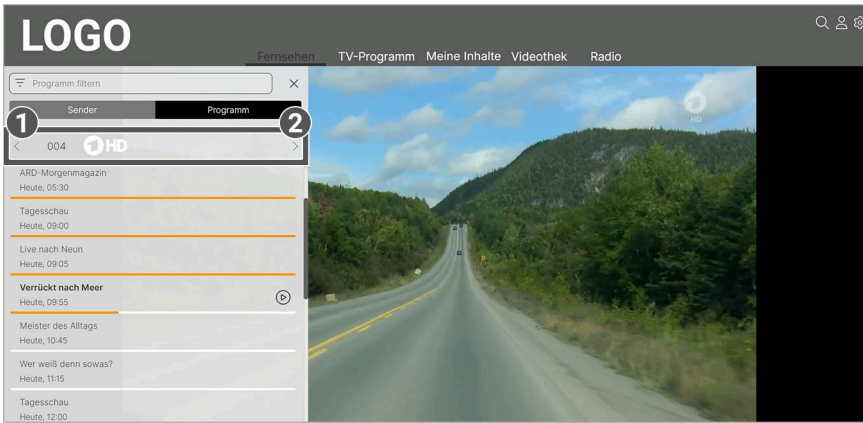 LOGO
Fernsehen TV-Programm Meine Inhalte Videothek Radio
Programm filtern
Sender Programm
1 2
004 1 HD
1
HD
ARD-Morgenmagazin
Heute, 05:30
Tagesschau
Heute, 09:00
Live nach Neun
Heute, 09:05
Verrückt nach Meer
Heute, 09:55
Meister des Alltags
Heute, 10:45
Wer weiß denn sowas?
Heute, 11:15
Tagesschau
Heute, 12:00